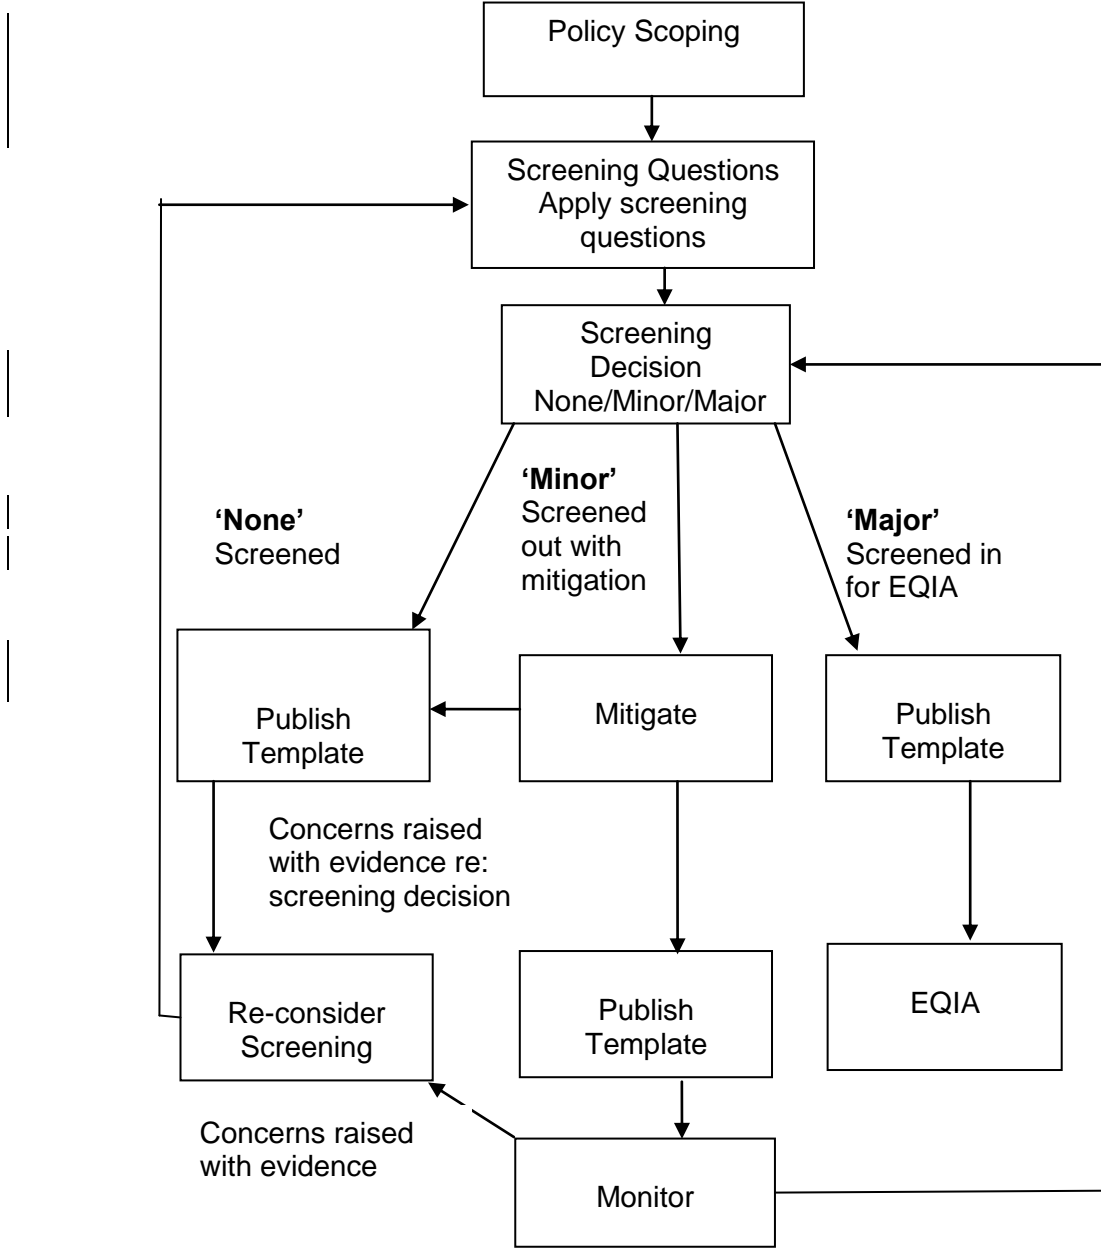 Policy Scoping
Screening Questions
Apply screening
questions
Screening
Decision
None/Minor/Major
‘None’
Screened
‘Minor’
Screened
out with
mitigation
‘Major’
Screened in
for EQIA
Publish
Template
Mitigate
Publish
Template
Concerns raised
with evidence re:
screening decision
Re-consider
Screening
Publish
Template
EQIA
Concerns raised
with evidence
Monitor